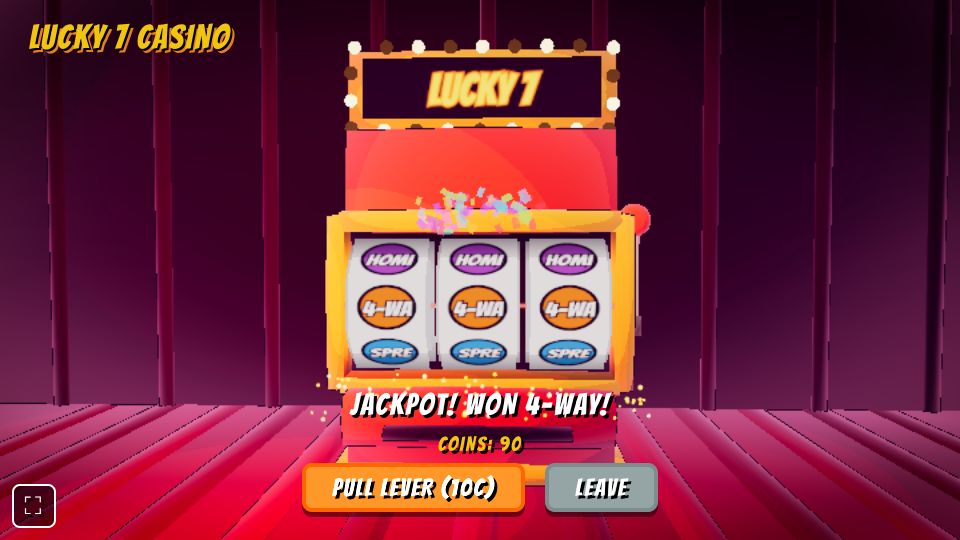 LUCKY 7 CASINO
LUCKY 7
HOMI HOMI HOMI
4-WA 4-WA 4-WA
SPRE SPRE SPRE
JACKPOT! WON 4-WAY!
COINS: 90
PULL LEVER (10C)
LEAVE